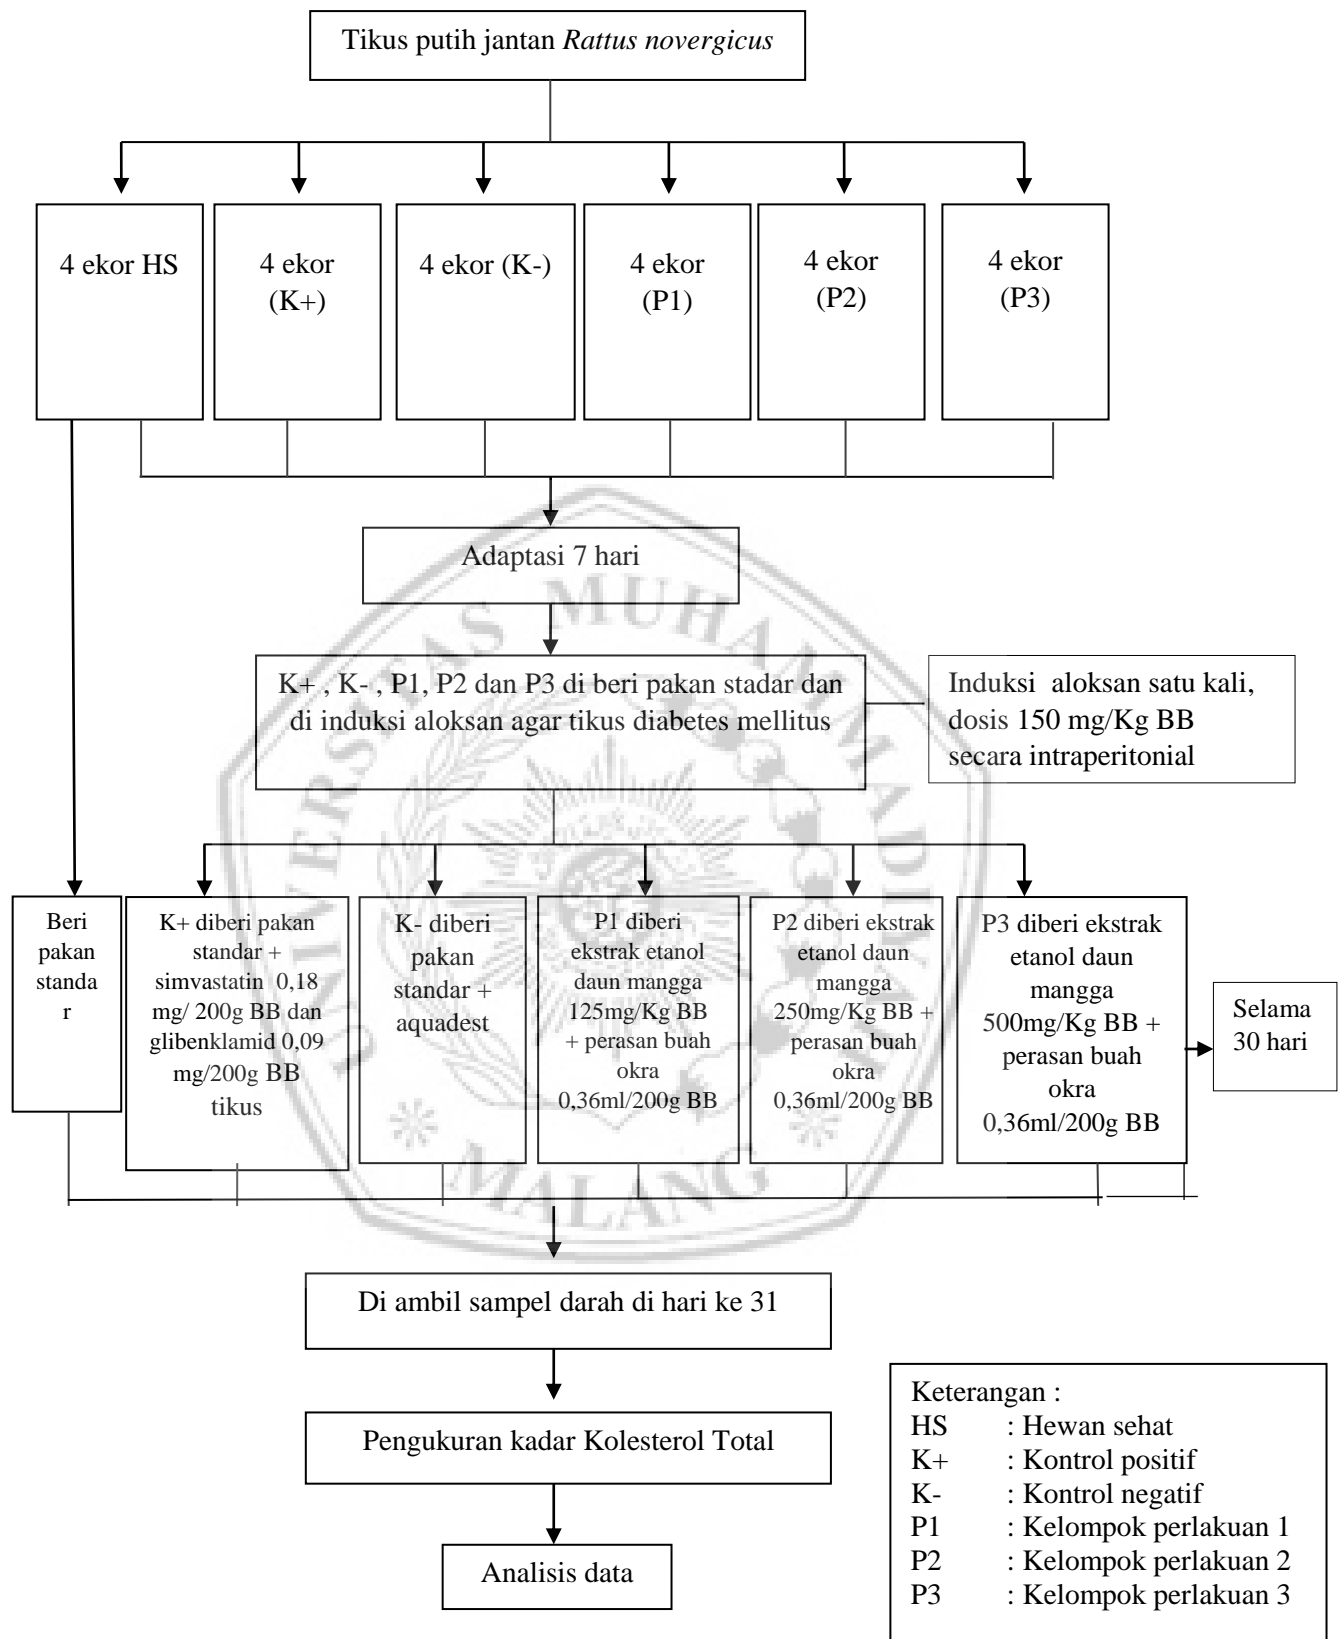 Tikus putih jantan Rattus novergicus
4 ekor HS
4 ekor
(K+)
4 ekor (K-)
4 ekor
(P1)
4 ekor
(P2)
4 ekor
(P3)
Adaptasi 7 hari
K+ , K- , P1, P2 dan P3 di beri pakan stadar dan
di induksi aloksan agar tikus diabetes mellitus
Induksi aloksan satu kali,
dosis 150 mg/Kg BB
secara intraperitonial
Beri
pakan
standa
r
K+ diberi pakan
standar +
simvastatin 0,18
mg/ 200g BB dan
glibenklamid 0,09
mg/200g BB
tikus
K- diberi
pakan
standar +
aquadest
P1 diberi
ekstrak etanol
daun mangga
125mg/Kg BB
+ perasan buah
okra
0,36ml/200g BB
P2 diberi ekstrak
etanol daun
mangga
250mg/Kg BB +
perasan buah
okra
0,36ml/200g BB
P3 diberi ekstrak
etanol daun
mangga
500mg/Kg BB +
perasan buah
okra
0,36ml/200g BB
Selama
30 hari
Di ambil sampel darah di hari ke 31
Pengukuran kadar Kolesterol Total
Analisis data
Keterangan :
HS : Hewan sehat
K+ : Kontrol positif
K- : Kontrol negatif
P1 : Kelompok perlakuan 1
P2 : Kelompok perlakuan 2
P3 : Kelompok perlakuan 3
UNIVERSITAS MUHAMMADIYAH
MALANG